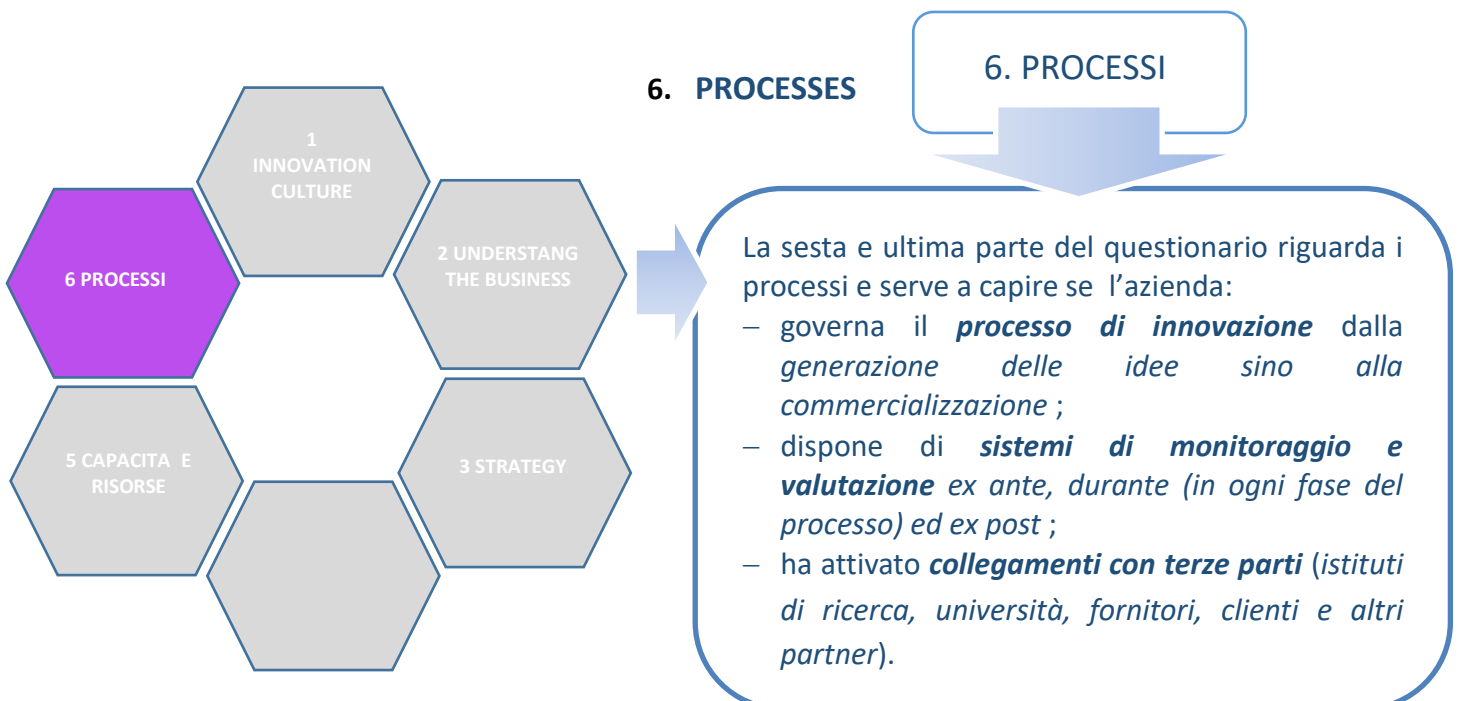 6. PROCESSES
6. PROCESSI
1
INNOVATION
CULTURE
2 UNDERSTANG
THE BUSINESS
3 STRATEGY
5 CAPACITA E
RISORSE
6 PROCESSI
La sesta e ultima parte del questionario riguarda i
processi e serve a capire se l’azienda:
− governa il processo di innovazione dalla
generazione delle idee sino alla
commercializzazione ;
− dispone di sistemi di monitoraggio e
valutazione ex ante, durante (in ogni fase del
processo) ed ex post ;
− ha attivato collegamenti con terze parti (istituti
di ricerca, università, fornitori, clienti e altri
partner).